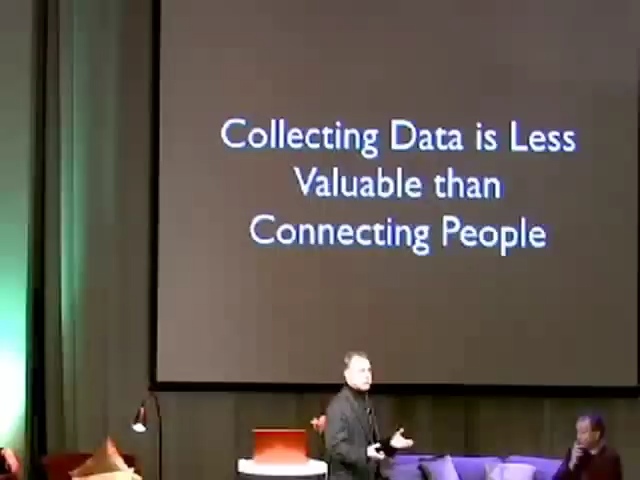 Collecting Data is Less
Valuable than
Connecting People